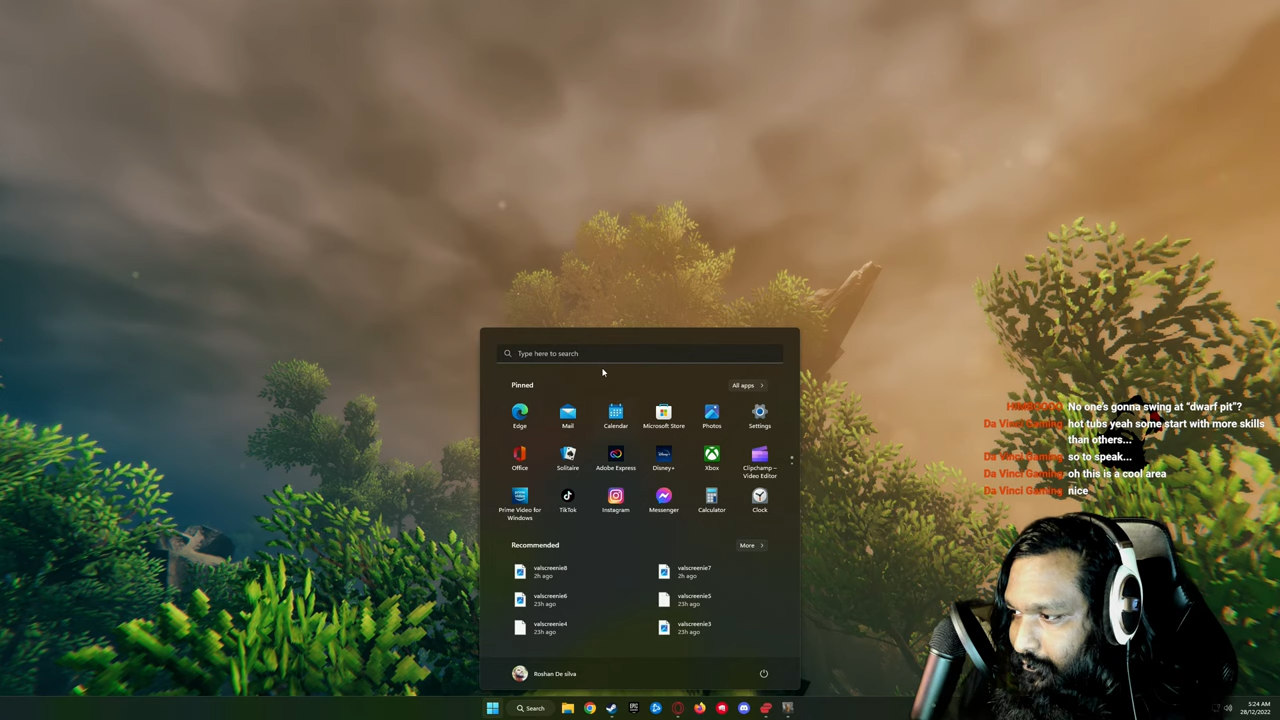 Type here to search
Pinned
All apps
Edge
Mail
Calendar
Microsoft Store
Photos
Settings
Office
Solitaire
Adobe Express
Disney+
Xbox
Clipchamp –
Video Editor
Prime Video for
Windows
TikTok
Instagram
Messenger
Calculator
Clock
Recommended
More
valscreenie8
2h ago
valscreenie7
2h ago
valscreenie6
23h ago
valscreenie5
23h ago
valscreenie4
23h ago
valscreenie3
23h ago
Roshan De silva
No one's gonna swing at "dwarf pit"?
Da Vinci Gaming hot tubs yeah some start with more skills
than others...
Da Vinci Gaming so to speak...
Da Vinci Gaming oh this is a cool area
Da Vinci Gaming nice
Search
5:24 AM
28/12/2022